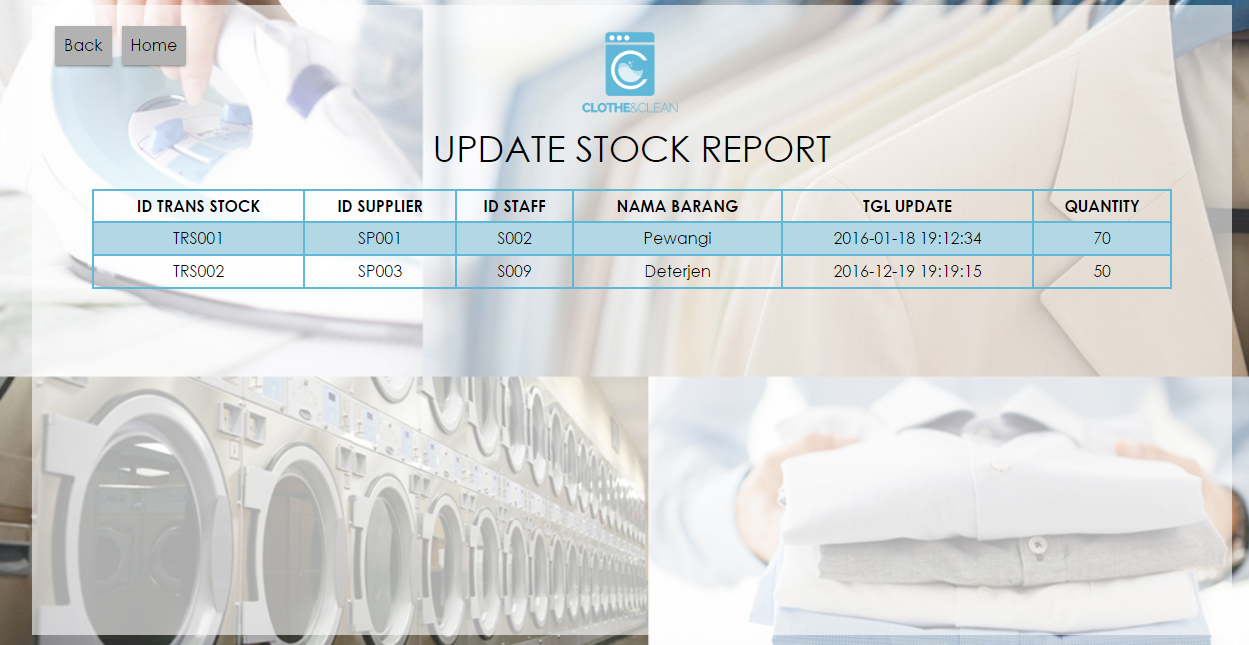 Back Home
CLOTHE&CLEAN
UPDATE STOCK REPORT
ID TRANS STOCK ID SUPPLIER ID STAFF NAMA BARANG TGL UPDATE QUANTITY
TRS001 SP001 S002 Pewangi 2016-01-18 19:12:34 70
TRS002 SP003 S009 Deterjen 2016-12-19 19:19:15 50